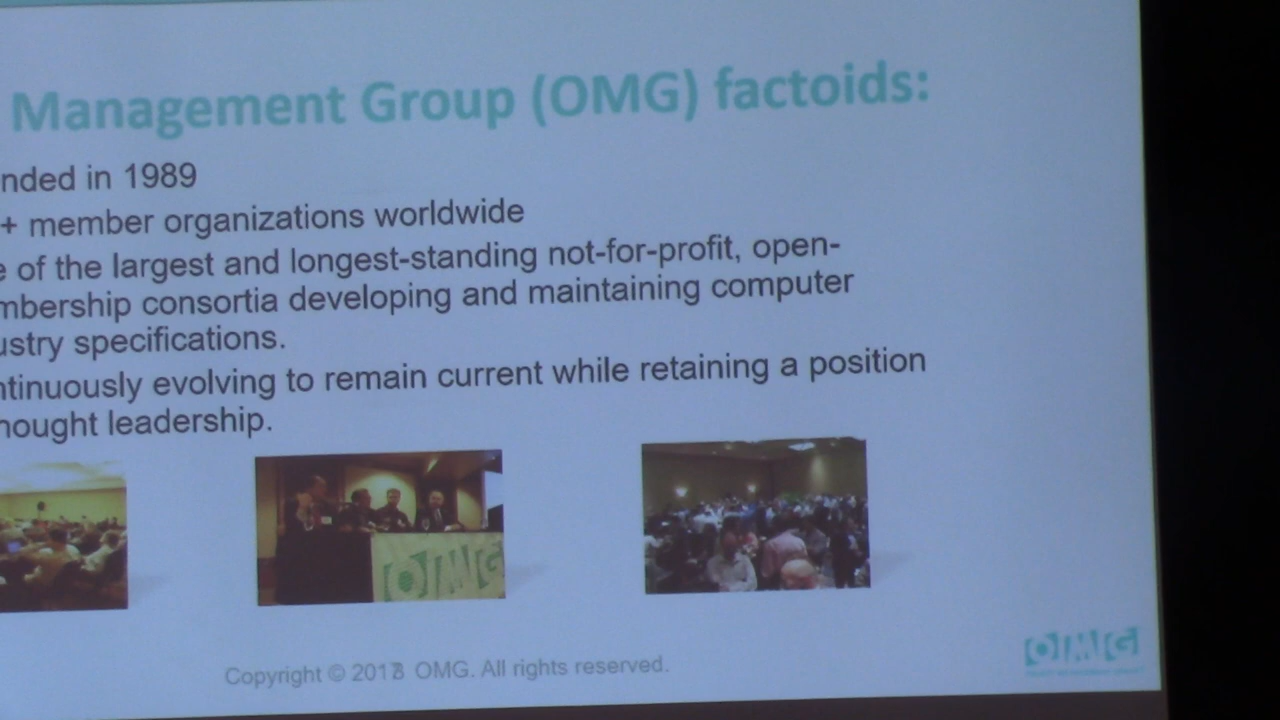 Management Group (OMG) factoids:
nded in 1989
+ member organizations worldwide
e of the largest and longest-standing not-for-profit, open-
mbership consortia developing and maintaining computer
ustry specifications.
ntinuously evolving to remain current while retaining a position
hought leadership.
OMG
Copyright © OMG. All rights reserved.
OMG